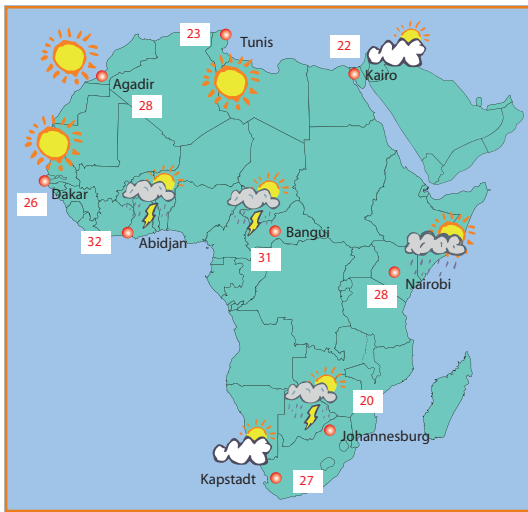 23
Tunis
22
Kairo
Agadir
28
26
Dakar
32
Abidjan
Bangui
31
Nairobi
28
20
Johannesburg
Kapstadt
27